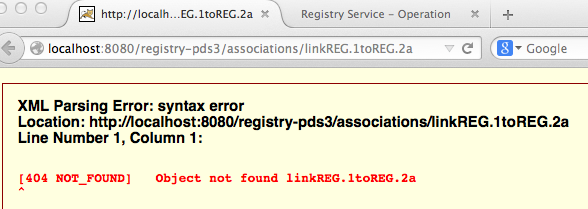 http://localh...EG.1toREG.2a
Registry Service - Operation
localhost:8080/registry-pds3/associations/linkREG.1toREG.2a
Google
XML Parsing Error: syntax error
Location: http://localhost:8080/registry-pds3/associations/linkREG.1toREG.2a
Line Number 1, Column 1:
[404 NOT_FOUND] Object not found linkREG.1toREG.2a
^